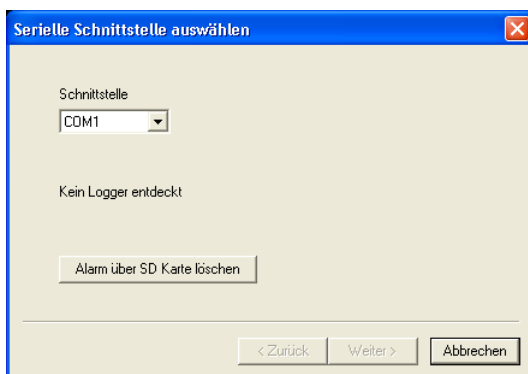 Serielle Schnittstelle auswählen
Schnittstelle
COM1
Kein Logger entdeckt
Alarm über SD Karte löschen
< Zurück
Weiter >
Abbrechen